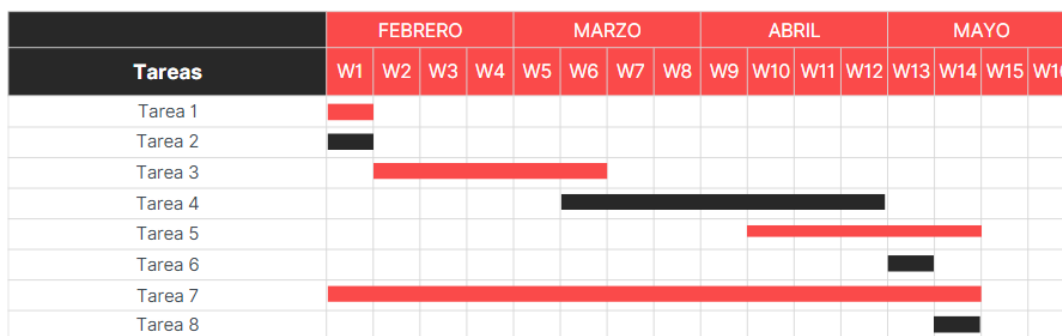 FEBRERO MARZO ABRIL MAYO
Tareas W1 W2 W3 W4 W5 W6 W7 W8 W9 W10 W11 W12 W13 W14 W15
Tarea 1
Tarea 2
Tarea 3
Tarea 4
Tarea 5
Tarea 6
Tarea 7
Tarea 8